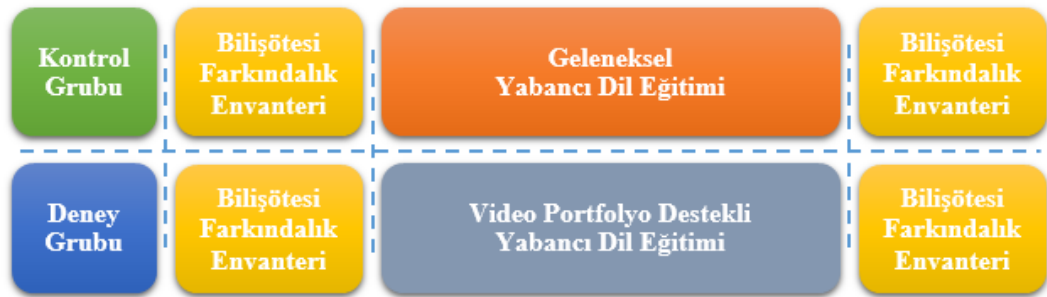 Kontrol
Grubu
Bilişötesi
Farkındalık
Envanteri
Geleneksel
Yabancı Dil Eğitimi
Bilişötesi
Farkındalık
Envanteri
Deney
Grubu
Bilişötesi
Farkındalık
Envanteri
Video Portfolyo Destekli
Yabancı Dil Eğitimi
Bilişötesi
Farkındalık
Envanteri